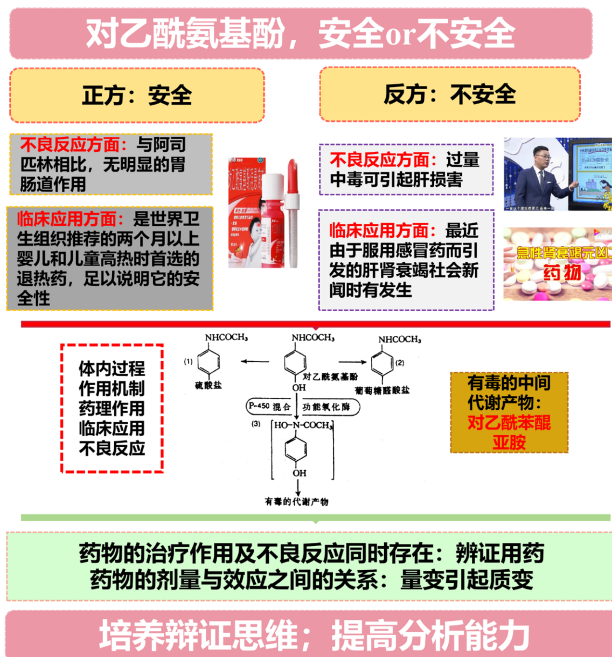 对乙酰氨基酚，安全or不安全
正方：安全
反方：不安全
不良反应方面：与阿司
匹林相比，无明显的胃
肠道作用
临床应用方面：是世界卫
生组织推荐的两个月以上
婴儿和儿童高热时首选的
退热药，足以说明它的安
全性
不良反应方面：过量
中毒可引起肝损害
临床应用方面：最近
由于服用感冒药而引
发的肝肾衰竭社会新
闻时有发生
急性肾衰竭元凶
药物
体内过程
作用机制
药理作用
临床应用
不良反应
NHCOCH₃
(1)
硫酸盐
NHCOCH₃
对乙酰氨基酚
OH
NHCOCH₃
(2)
葡萄糖醛酸盐
P-450混合功能氧化酶
(3)
HO-N-COCH₃
OH
有毒的代谢产物
有毒的中间
代谢产物：
对乙酰苯醌
亚胺
药物的治疗作用及不良反应同时存在：辨证用药
药物的剂量与效应之间的关系：量变引起质变
培养辩证思维；提高分析能力